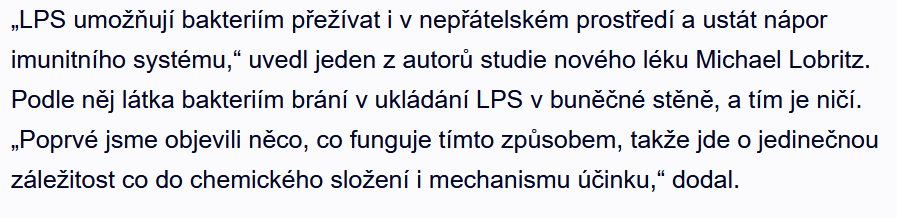 „LPS umožňují bakteriím přežívat i v nepřátelském prostředí a ustát nápor
imunitního systému,“ uvedl jeden z autorů studie nového léku Michael Lobritz.
Podle něj látka bakteriím brání v ukládání LPS v buněčné stěně, a tím je ničí.
„Poprvé jsme objevili něco, co funguje tímto způsobem, takže jde o jedinečnou
záležitost co do chemického složení i mechanismu účinku,“ dodal.